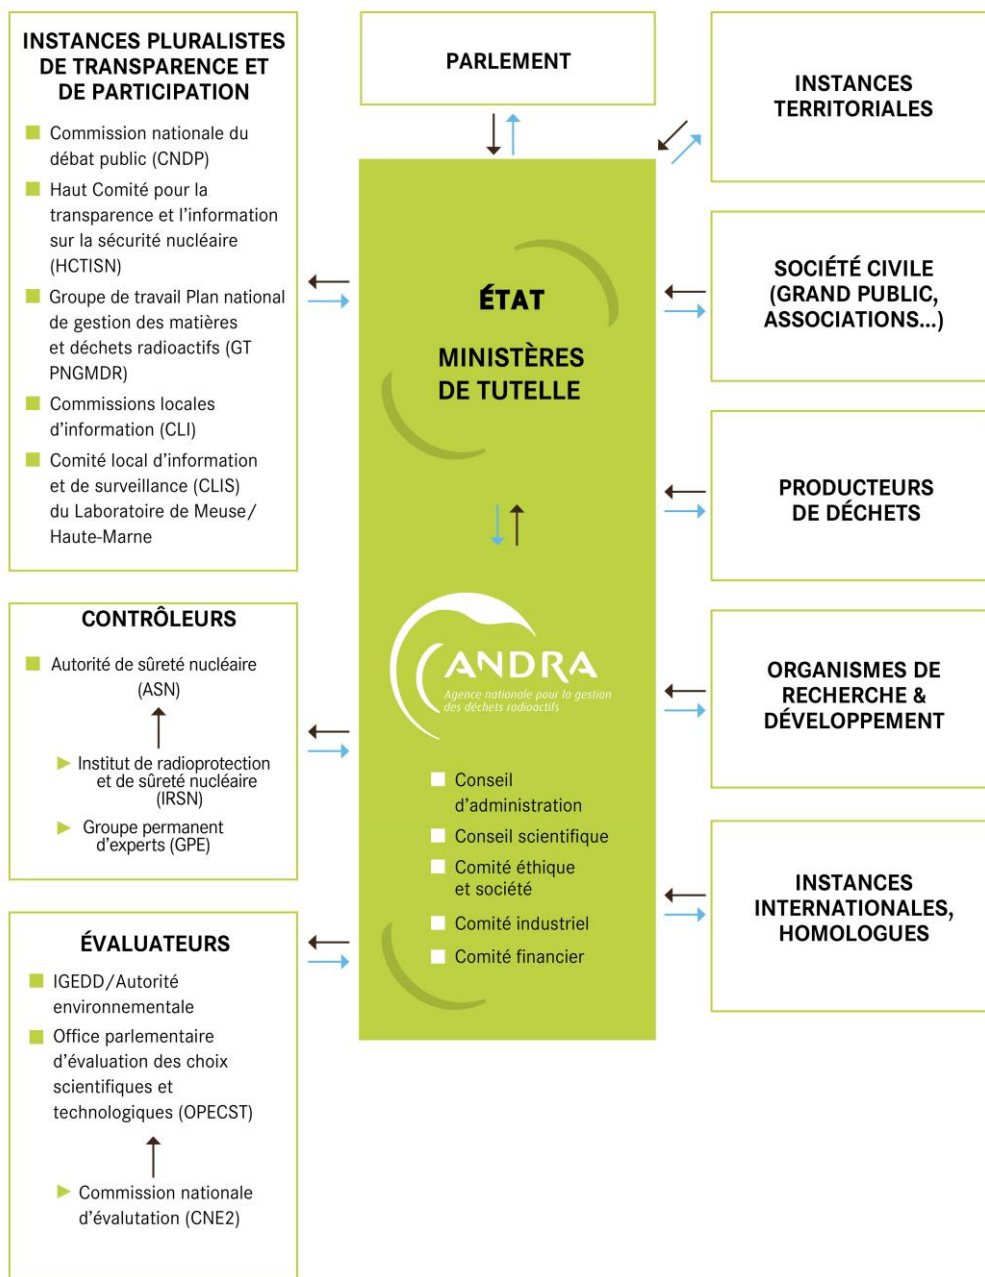 INSTANCES PLURALISTES
DE TRANSPARENCE ET
DE PARTICIPATION
Commission nationale du
débat public (CNDP)
Haut Comité pour la
transparence et l'information
sur la sécurité nucléaire
(HCTISN)
Groupe de travail Plan national
de gestion des matières
et déchets radioactifs (GT
PNGMDR)
Commissions locales
d'information (CLI)
Comité local d'information
et de surveillance (CLIS)
du Laboratoire de Meuse/
Haute-Marne
CONTRÔLEURS
Autorité de sûreté nucléaire
(ASN)
Institut de radioprotection
et de sûreté nucléaire
(IRSN)
Groupe permanent
d'experts (GPE)
ÉVALUATEURS
IGEDD/Autorité
environnementale
Office parlementaire
d'évaluation des choix
scientifiques et
technologiques (OPECST)
Commission nationale
d'évalutation (CNE2)
PARLEMENT
ÉTAT
MINISTÈRES
DE TUTELLE
ANDRA
Agence nationale pour la gestion
des déchets radioactifs
Conseil
d'administration
Conseil scientifique
Comité éthique
et société
Comité industriel
Comité financier
INSTANCES
TERRITORIALES
SOCIÉTÉ CIVILE
(GRAND PUBLIC,
ASSOCIATIONS...)
PRODUCTEURS
DE DÉCHETS
ORGANISMES DE
RECHERCHE &
DÉVELOPPEMENT
INSTANCES
INTERNATIONALES,
HOMOLOGUES